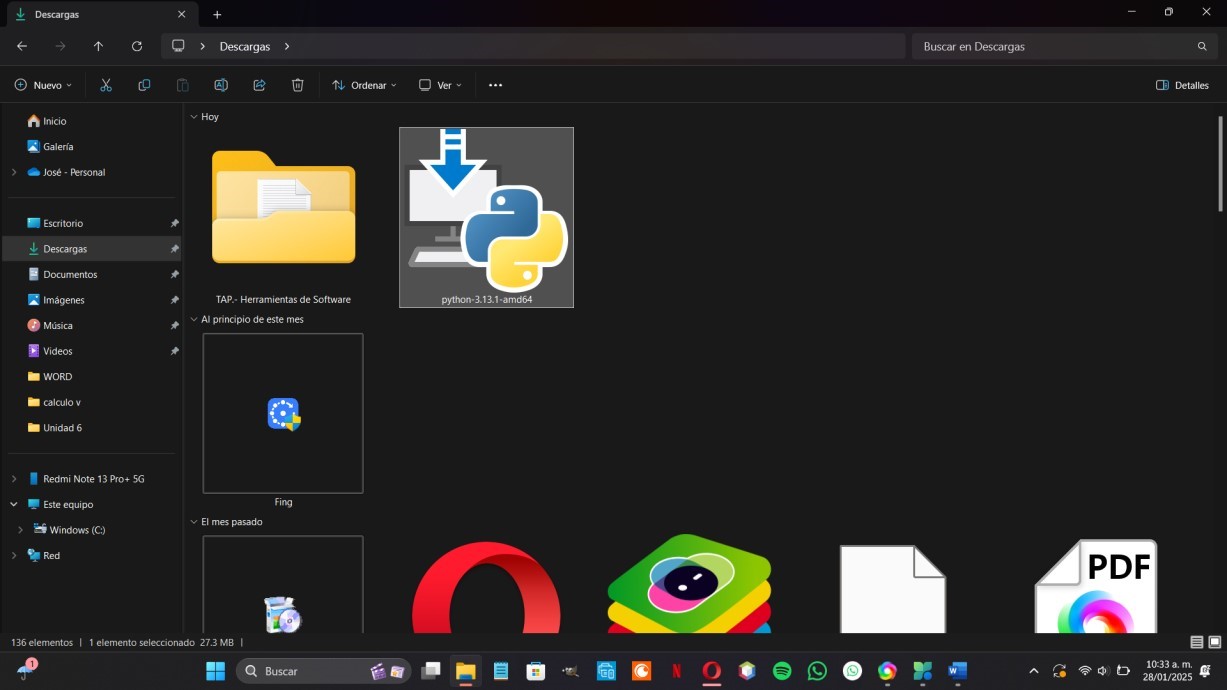 Descargas
Descargas
Buscar en Descargas
Nuevo
Ordenar
Ver
Detalles
Inicio
Galería
José - Personal
Escritorio
Descargas
Documentos
Imágenes
Música
Videos
WORD
calculo v
Unidad 6
Redmi Note 13 Pro+ 5G
Este equipo
Windows (C:)
Red
Hoy
TAP.- Herramientas de Software
python-3.13.1-amd64
Al principio de este mes
Fing
El mes pasado
PDF
136 elementos | 1 elemento seleccionado 27.3 MB |
1
Buscar
10:33 a. m.
28/01/2025